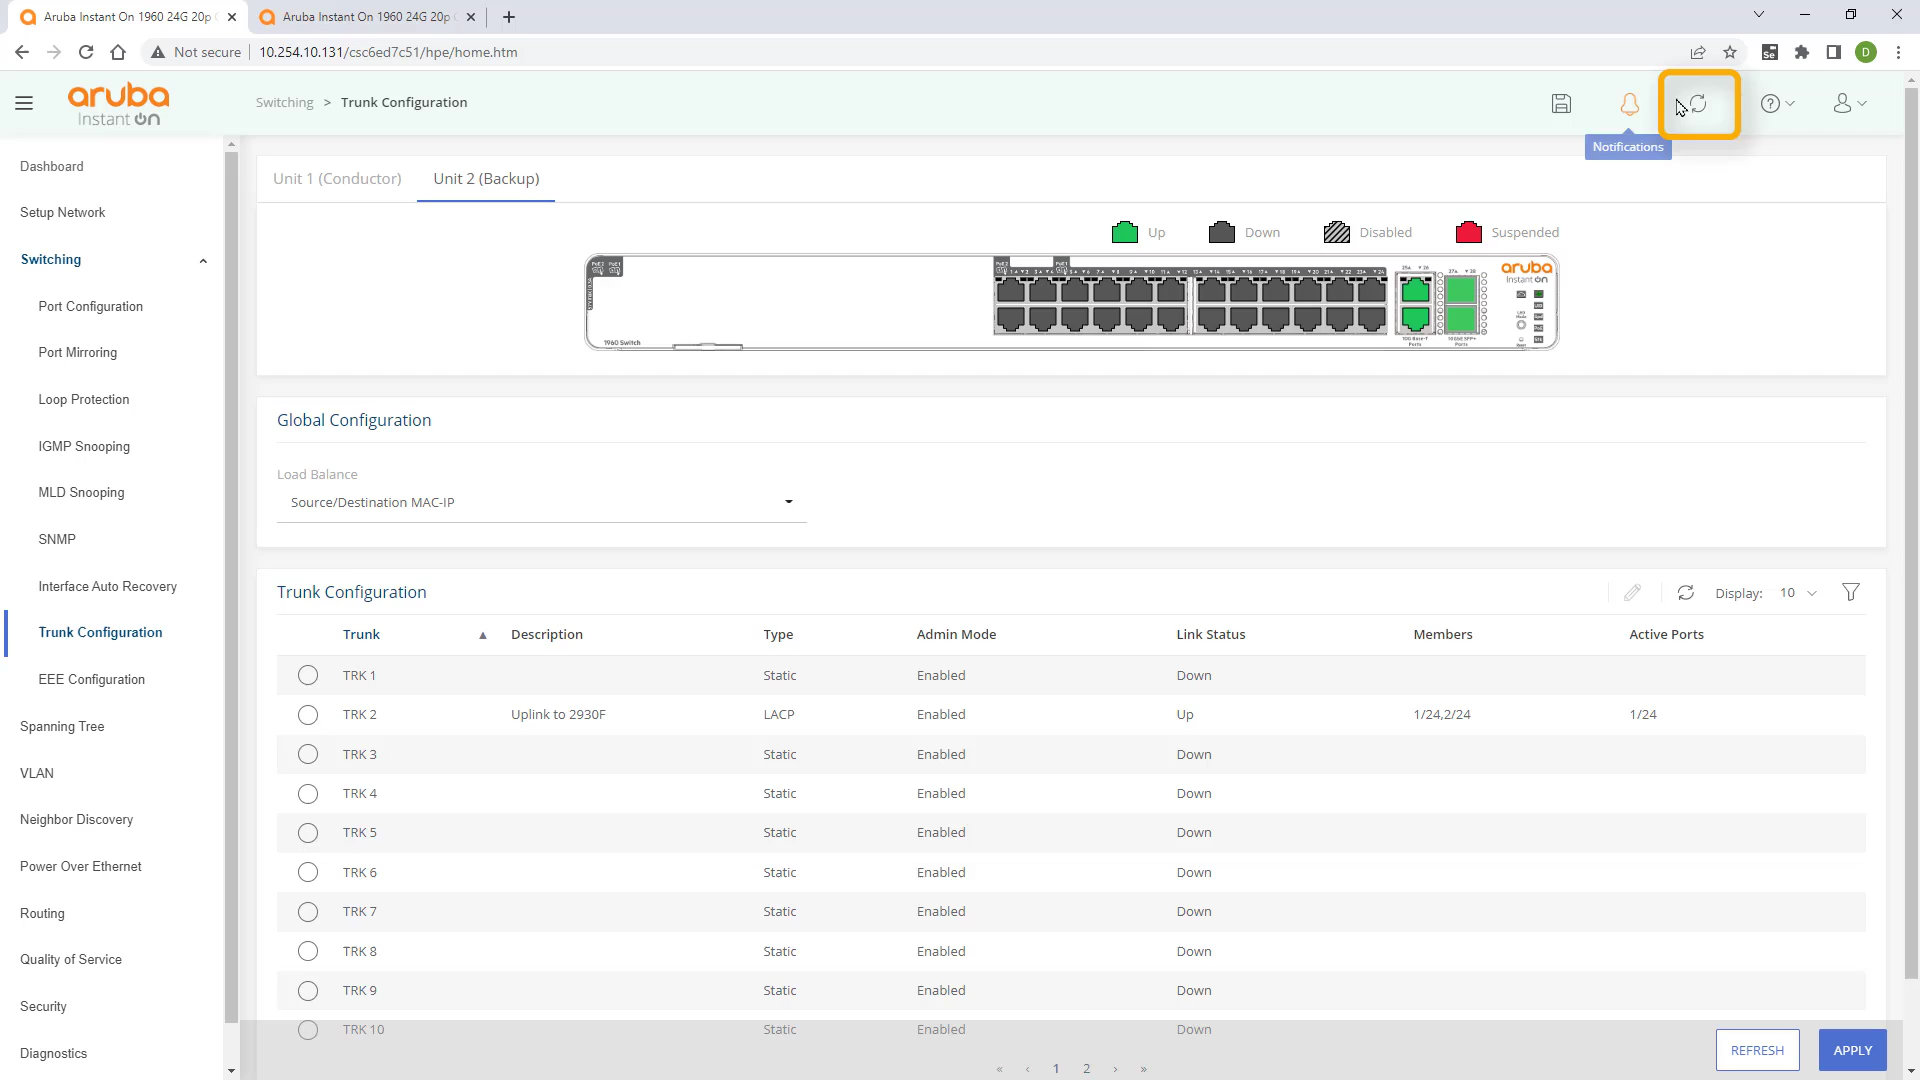 Aruba Instant On 1960 24G 20p
Aruba Instant On 1960 24G 20p
Not secure
10.254.10.131/csc6ed7c51/hpe/home.htm
Se
D
aruba
Instant On
Switching > Trunk Configuration
Notifications
Dashboard
Setup Network
Switching
Port Configuration
Port Mirroring
Loop Protection
IGMP Snooping
MLD Snooping
SNMP
Interface Auto Recovery
Trunk Configuration
EEE Configuration
Spanning Tree
VLAN
Neighbor Discovery
Power Over Ethernet
Routing
Quality of Service
Security
Diagnostics
Unit 1 (Conductor)
Unit 2 (Backup)
Up
Down
Disabled
Suspended
aruba
Instant On
1960 Switch
Global Configuration
Load Balance
Source/Destination MAC-IP
Trunk Configuration
Display: 10
Trunk Description Type Admin Mode Link Status Members Active Ports
TRK 1 Static Enabled Down
TRK 2 Uplink to 2930F LACP Enabled Up 1/24,2/24 1/24
TRK 3 Static Enabled Down
TRK 4 Static Enabled Down
TRK 5 Static Enabled Down
TRK 6 Static Enabled Down
TRK 7 Static Enabled Down
TRK 8 Static Enabled Down
TRK 9 Static Enabled Down
TRK 10 Static Enabled Down
« ‹ 1 2 › »
REFRESH
APPLY